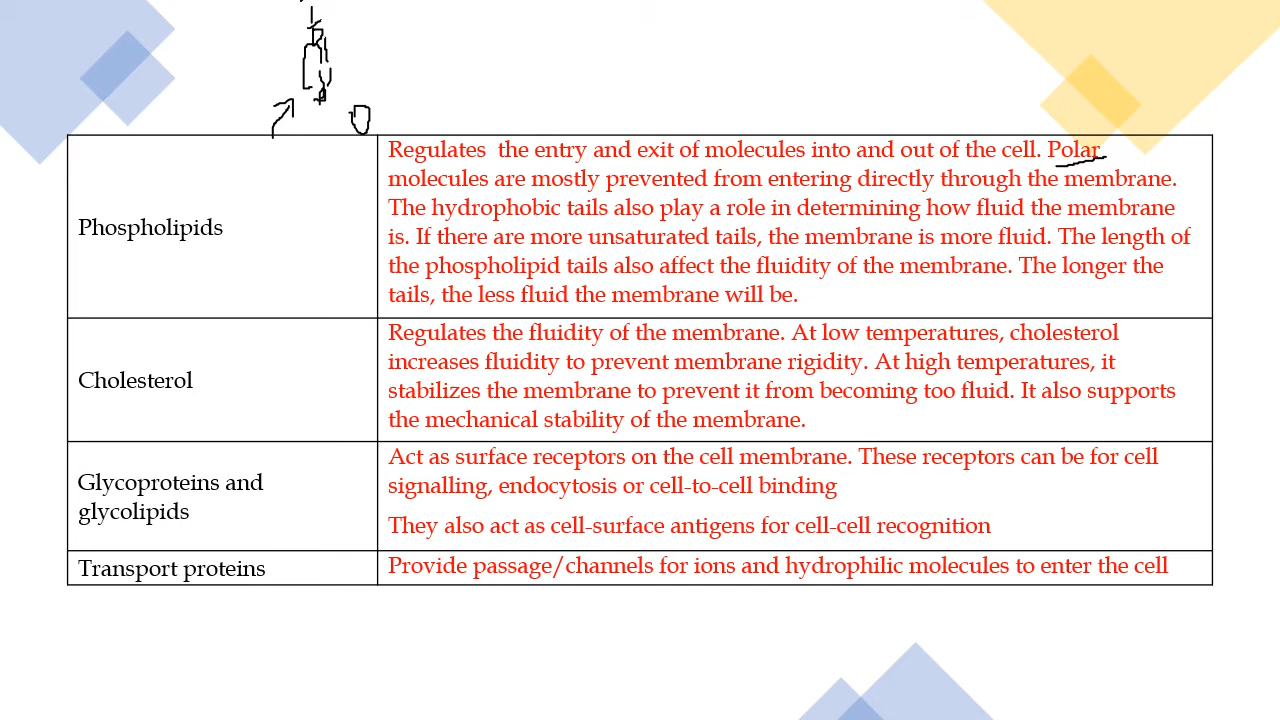 Phospholipids
Regulates the entry and exit of molecules into and out of the cell. Polar
molecules are mostly prevented from entering directly through the membrane.
The hydrophobic tails also play a role in determining how fluid the membrane
is. If there are more unsaturated tails, the membrane is more fluid. The length of
the phospholipid tails also affect the fluidity of the membrane. The longer the
tails, the less fluid the membrane will be.
Cholesterol
Regulates the fluidity of the membrane. At low temperatures, cholesterol
increases fluidity to prevent membrane rigidity. At high temperatures, it
stabilizes the membrane to prevent it from becoming too fluid. It also supports
the mechanical stability of the membrane.
Glycoproteins and
glycolipids
Act as surface receptors on the cell membrane. These receptors can be for cell
signalling, endocytosis or cell-to-cell binding
They also act as cell-surface antigens for cell-cell recognition
Transport proteins
Provide passage/channels for ions and hydrophilic molecules to enter the cell